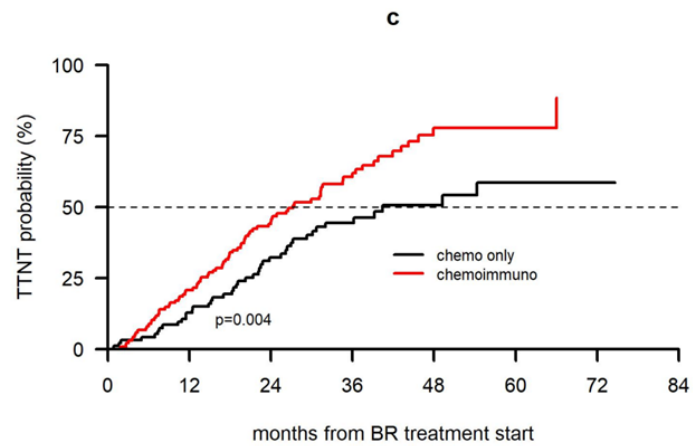 c
TTNT probability (%)
100
75
50
25
0
chemo only
chemoimmuno
p=0.004
0 12 24 36 48 60 72 84
months from BR treatment start